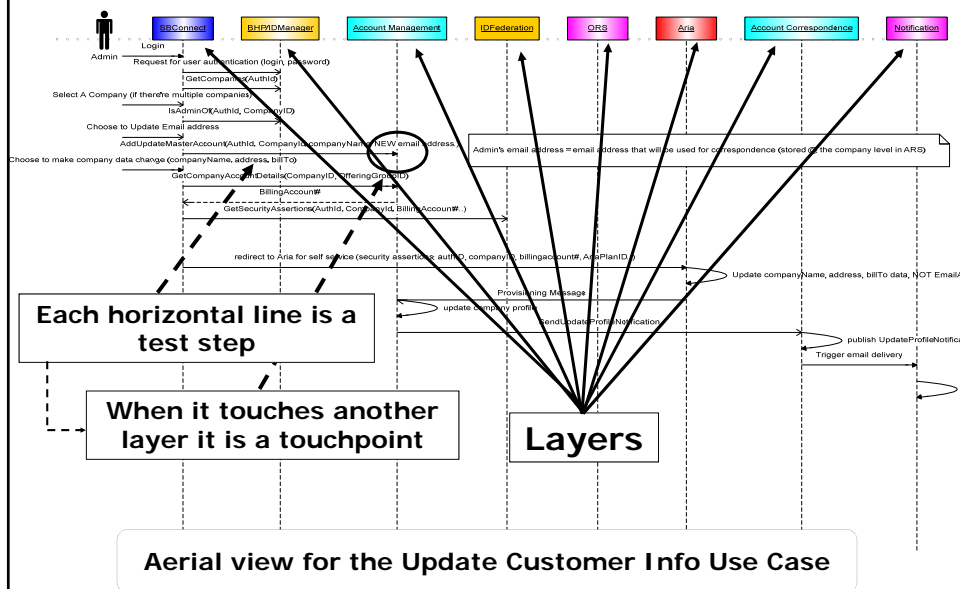 SBConnect
BHP/IDManager
Account Management
IDFederation
ORS
Aria
Account Correspondence
Notification
Login
Admin
Request for user authentication (login, password)
GetCompanies(AuthId)
Select A Company (if there're multiple companies)
IsAdminOf(AuthId, CompanyID)
Choose to Update Email address
AddUpdateMasterAccount(AuthId, CompanyId, companyName, NEW email address,)
Admin's email address = email address that will be used for correspondence (stored @ the company level in ARS)
Choose to make company data change (companyName, address, billTo)
GetCompanyAccountDetails(CompanyID, OfferingGroupID)
BillingAccount#
GetSecurityAssertions(AuthId, CompanyId, BillingAccount#..)
redirect to Aria for self service (security assertions: authID, companyID, billingaccount#, AriaPlanID..)
Update companyName, address, billTo data, NOT EmailA
Provisioning Message
update company profile
SendUpdateProfileNotification
publish UpdateProfileNotifica
Trigger email delivery
Each horizontal line is a
test step
When it touches another
layer it is a touchpoint
Layers
Aerial view for the Update Customer Info Use Case